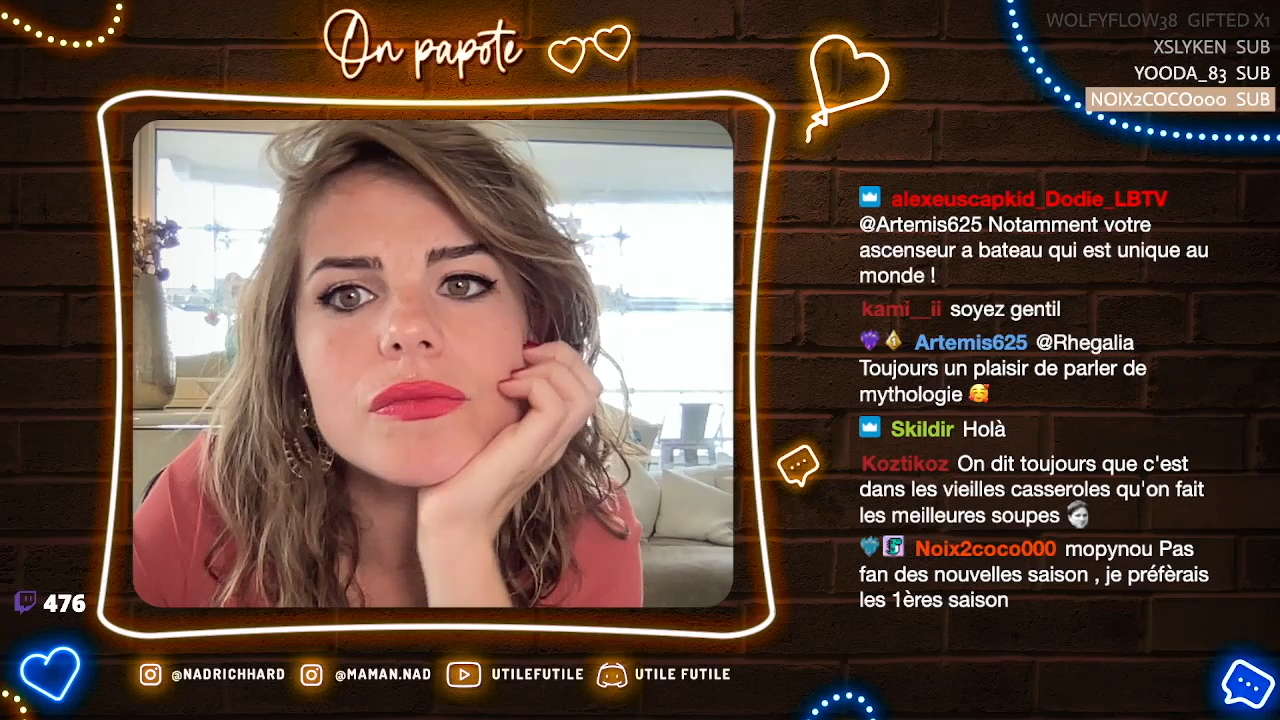 On papote
WOLFYFLOW38 GIFTED X1
XSLYKEN SUB
YOODA_83 SUB
NOIX2COCO000 SUB
alexeuscapkid_Dodie_LBTV
@Artemis625 Notamment votre
ascenseur a bateau qui est unique au
monde !
kami__ii soyez gentil
Artemis625 @Rhegalia
Toujours un plaisir de parler de
mythologie 🥰
Skildir Holà
Koztikoz On dit toujours que c'est
dans les vieilles casseroles qu'on fait
les meilleures soupes
Noix2coco000 mopynou Pas
fan des nouvelles saison , je préfèrais
les 1ères saison
476
@NADRICHHARD @MAMAN.NAD UTILEFUTILE UTILE FUTILE